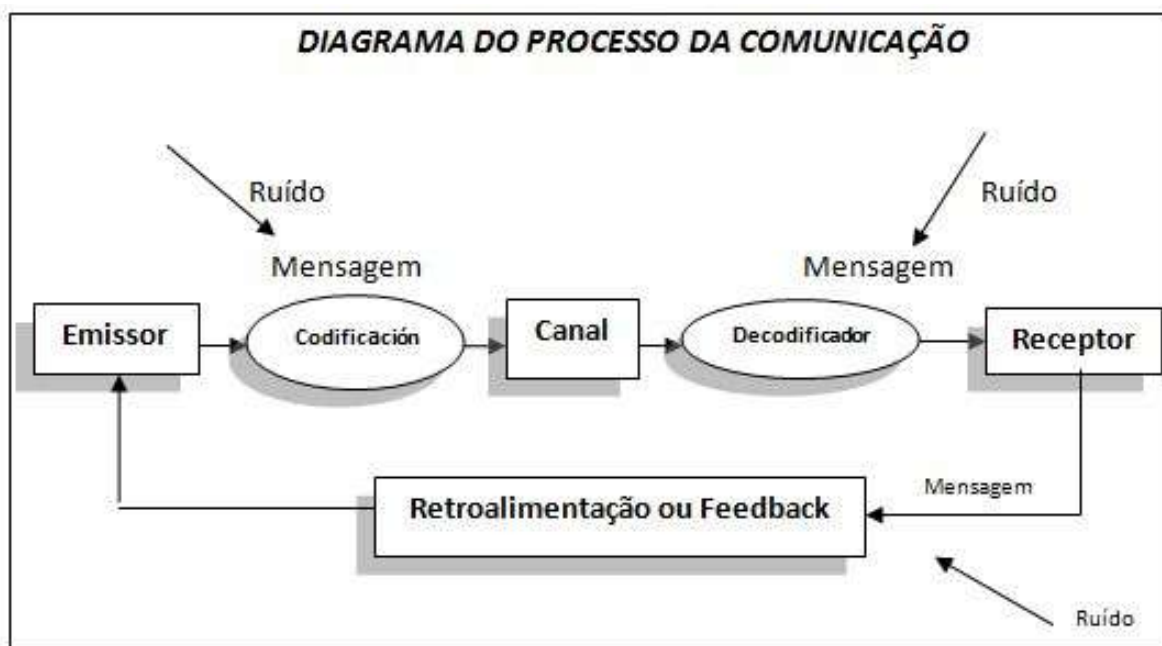 DIAGRAMA DO PROCESSO DA COMUNICAÇÃO
Ruído
Ruído
Mensagem
Mensagem
Emissor
Codificación
Canal
Decodificador
Receptor
Retroalimentação ou Feedback
Mensagem
Ruído